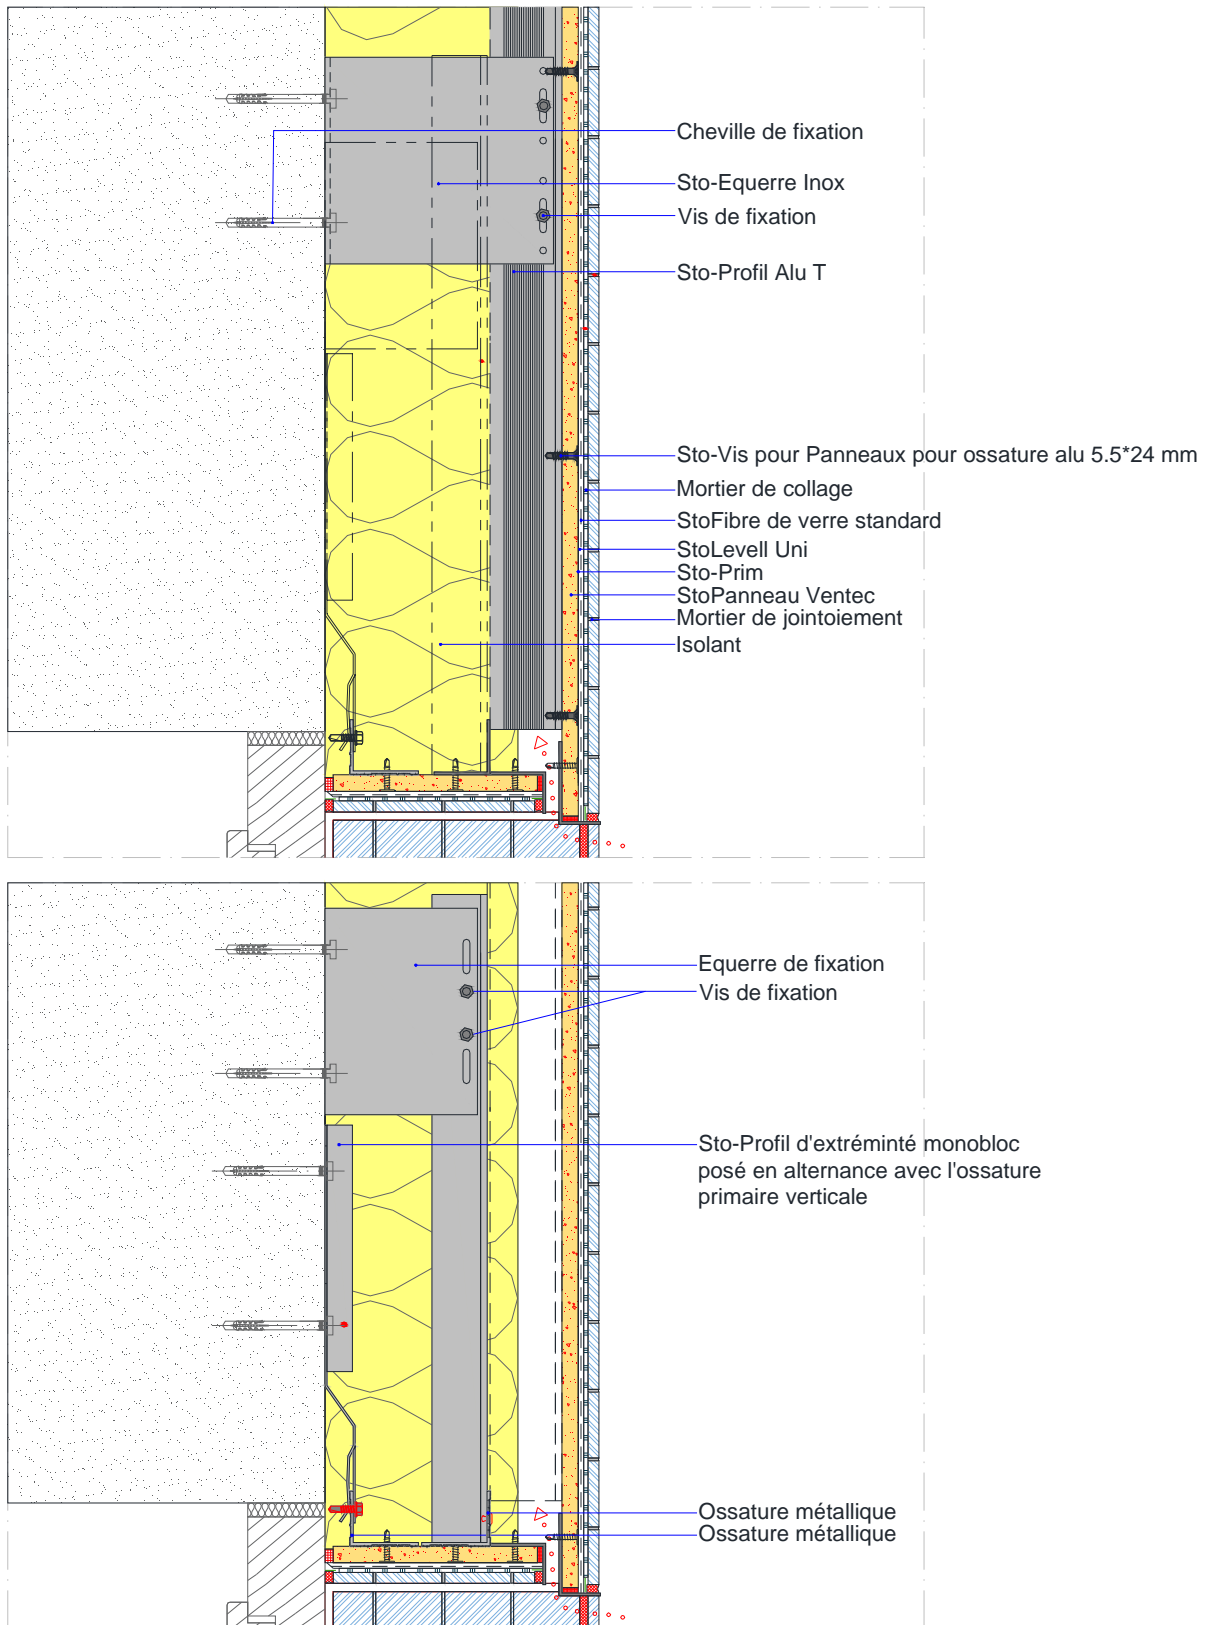 Cheville de fixation
Sto-Equerre Inox
Vis de fixation
Sto-Profil Alu T
Sto-Vis pour Panneaux pour ossature alu 5.5*24 mm
Mortier de collage
StoFibre de verre standard
StoLevell Uni
Sto-Prim
StoPanneau Ventec
Mortier de jointoiement
Isolant
Equerre de fixation
Vis de fixation
Sto-Profil d'extréminté monobloc
posé en alternance avec l'ossature
primaire verticale
Ossature métallique
Ossature métallique